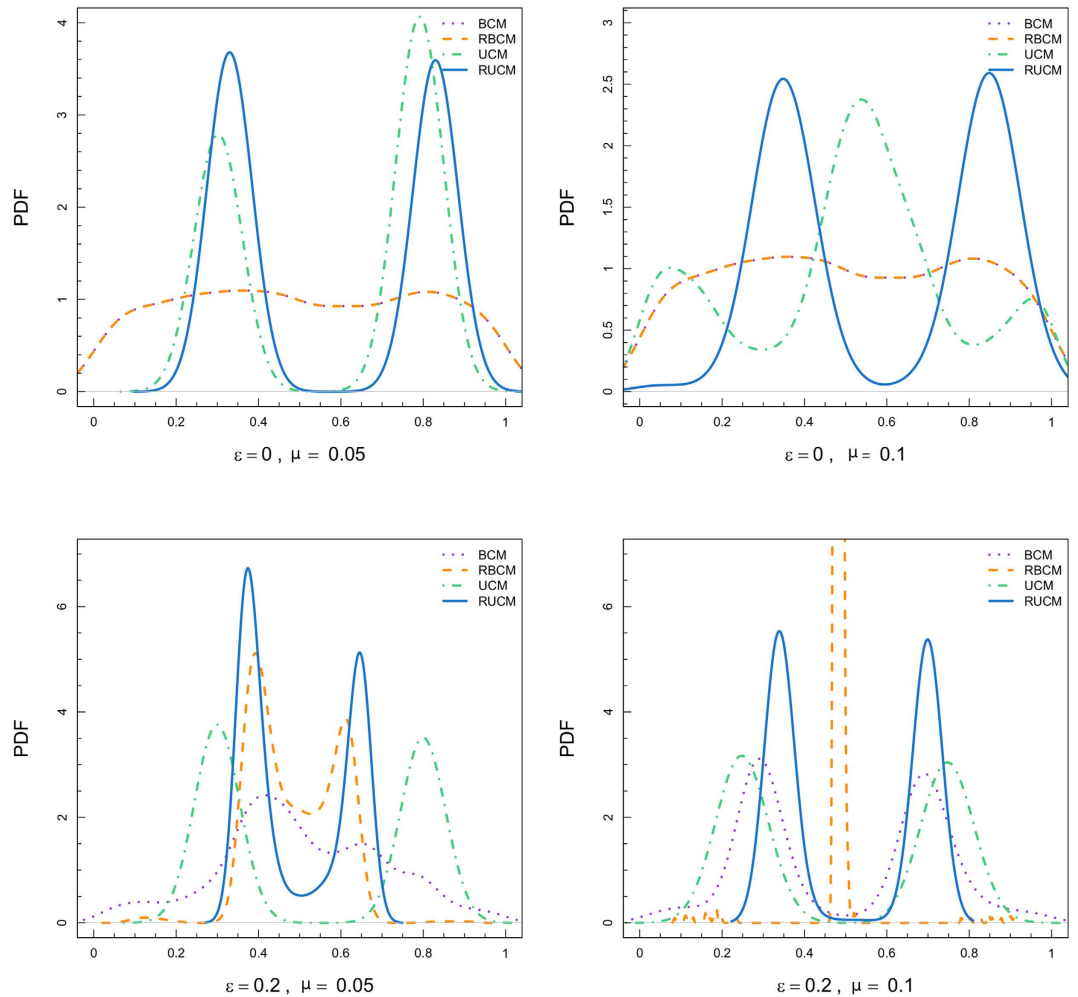 BCM
RBCM
UCM
RUCM
PDF
4
3
2
1
0
0 0.2 0.4 0.6 0.8 1
ε = 0 , μ = 0.05
BCM
RBCM
UCM
RUCM
PDF
3
2.5
2
1.5
1
0.5
0
0 0.2 0.4 0.6 0.8 1
ε = 0 , μ = 0.1
BCM
RBCM
UCM
RUCM
PDF
6
4
2
0
0 0.2 0.4 0.6 0.8 1
ε = 0.2 , μ = 0.05
BCM
RBCM
UCM
RUCM
PDF
6
4
2
0
0 0.2 0.4 0.6 0.8 1
ε = 0.2 , μ = 0.1